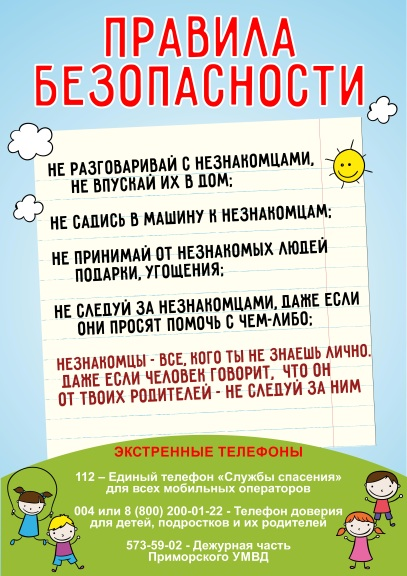 ПРАВИЛА
БЕЗОПАСНОСТИ
НЕ РАЗГОВАРИВАЙ С НЕЗНАКОМЦАМИ,
НЕ ВПУСКАЙ ИХ В ДОМ;
НЕ САДИСЬ В МАШИНУ К НЕЗНАКОМЦАМ;
НЕ ПРИНИМАЙ ОТ НЕЗНАКОМЫХ ЛЮДЕЙ
ПОДАРКИ, УГОЩЕНИЯ;
НЕ СЛЕДУЙ ЗА НЕЗНАКОМЦАМИ, ДАЖЕ ЕСЛИ
ОНИ ПРОСЯТ ПОМОЧЬ С ЧЕМ-ЛИБО;
НЕЗНАКОМЦЫ - ВСЕ, КОГО ТЫ НЕ ЗНАЕШЬ ЛИЧНО.
ДАЖЕ ЕСЛИ ЧЕЛОВЕК ГОВОРИТ, ЧТО ОН
ОТ ТВОИХ РОДИТЕЛЕЙ - НЕ СЛЕДУЙ ЗА НИМ
ЭКСТРЕННЫЕ ТЕЛЕФОНЫ
112 – Единый телефон «Службы спасения»
для всех мобильных операторов
004 или 8 (800) 200-01-22 - Телефон доверия
для детей, подростков и их родителей
573-59-02 - Дежурная часть
Приморского УМВД